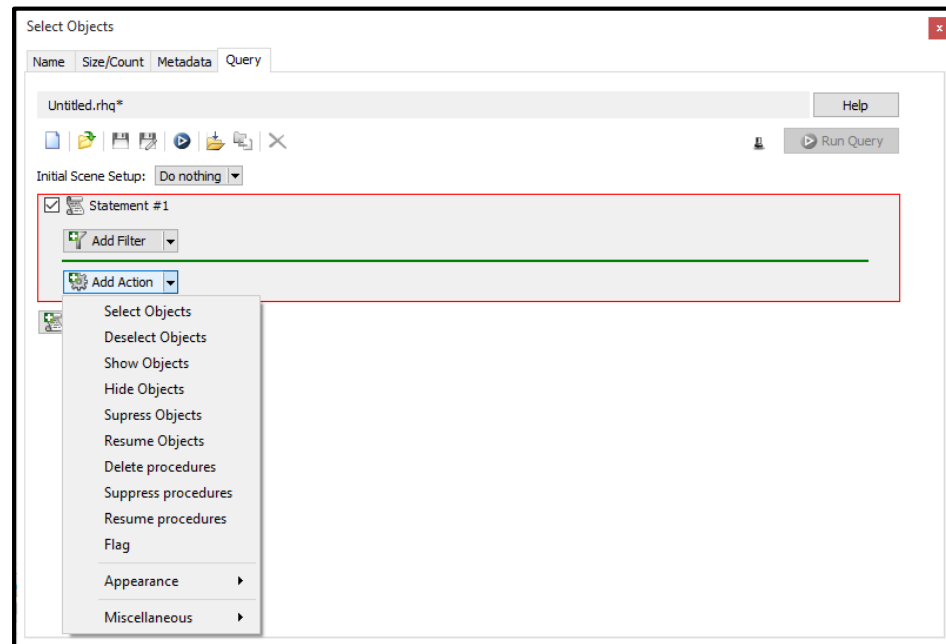 Select Objects
x
Name Size/Count Metadata Query
Untitled.rhq* Help
Run Query
Initial Scene Setup: Do nothing
Statement #1
Add Filter
Add Action
Select Objects
Deselect Objects
Show Objects
Hide Objects
Supress Objects
Resume Objects
Delete procedures
Suppress procedures
Resume procedures
Flag
Appearance
Miscellaneous